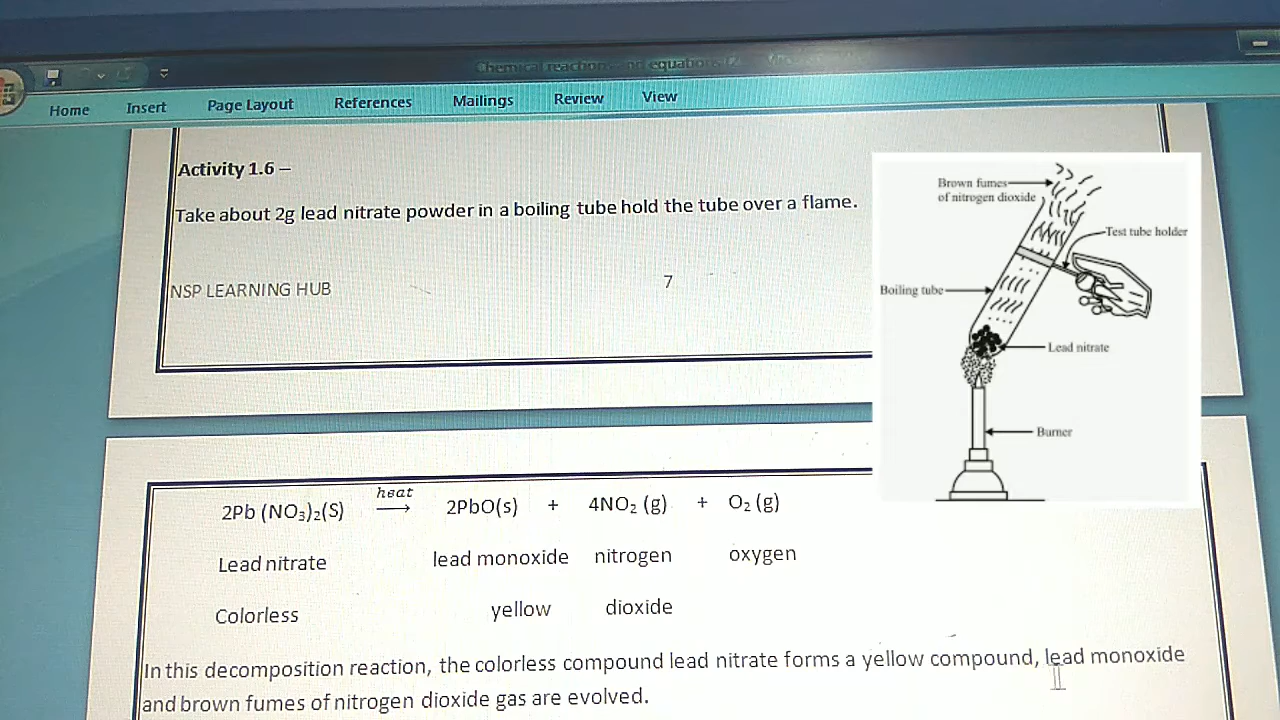 Chemical reactions and equations
Home Insert Page Layout References Mailings Review View
Activity 1.6 –
Take about 2g lead nitrate powder in a boiling tube hold the tube over a flame.
NSP LEARNING HUB 7
Brown fumes
of nitrogen dioxide
Test tube holder
Boiling tube
Lead nitrate
Burner
heat
2Pb (NO₃)₂(S) ⟶ 2PbO(s) + 4NO₂ (g) + O₂ (g)
Lead nitrate lead monoxide nitrogen oxygen
Colorless yellow dioxide
In this decomposition reaction, the colorless compound lead nitrate forms a yellow compound, lead monoxide
and brown fumes of nitrogen dioxide gas are evolved.